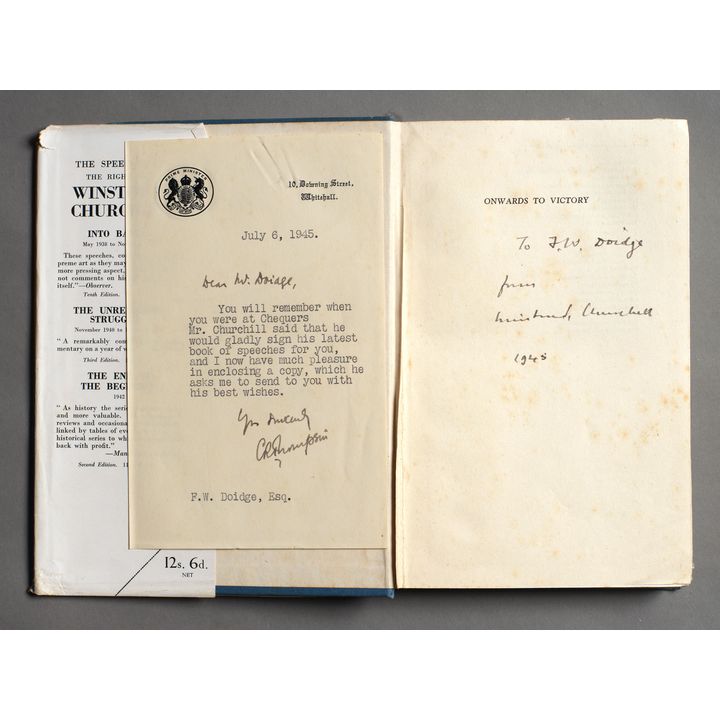 THE SPEE
THE RIGH
WINST
CHURC
INTO BA
May 1938 to No
These speeches, co
preme art as they may
more pressing aspect,
not comments on his
itself."—Observer.
Tenth Edition.
THE UNRE
STRUGG
November 1940 to
"A remarkably co
mentary on a year h
Third Edition.
THE EN
THE BEG
1942
"As history the seri
and more valuable.
reviews and occasiona
linked by tables of eve
historical series to wh
back with profit."
—Man
Second Edition. 11
12s. 6d.
NET
PRIME MINISTER
10, Downing Street,
Whitehall.
July 6, 1945.
Dear Mr. Doidge,
You will remember when
you were at Chequers
Mr. Churchill said that he
would gladly sign his latest
book of speeches for you,
and I now have much pleasure
in enclosing a copy, which he
asks me to send to you with
his best wishes.
Yrs sincerely
CRThompson
F.W. Doidge, Esq.
ONWARDS TO VICTORY
To F.W. Doidge
from
Winston S. Churchill
1945